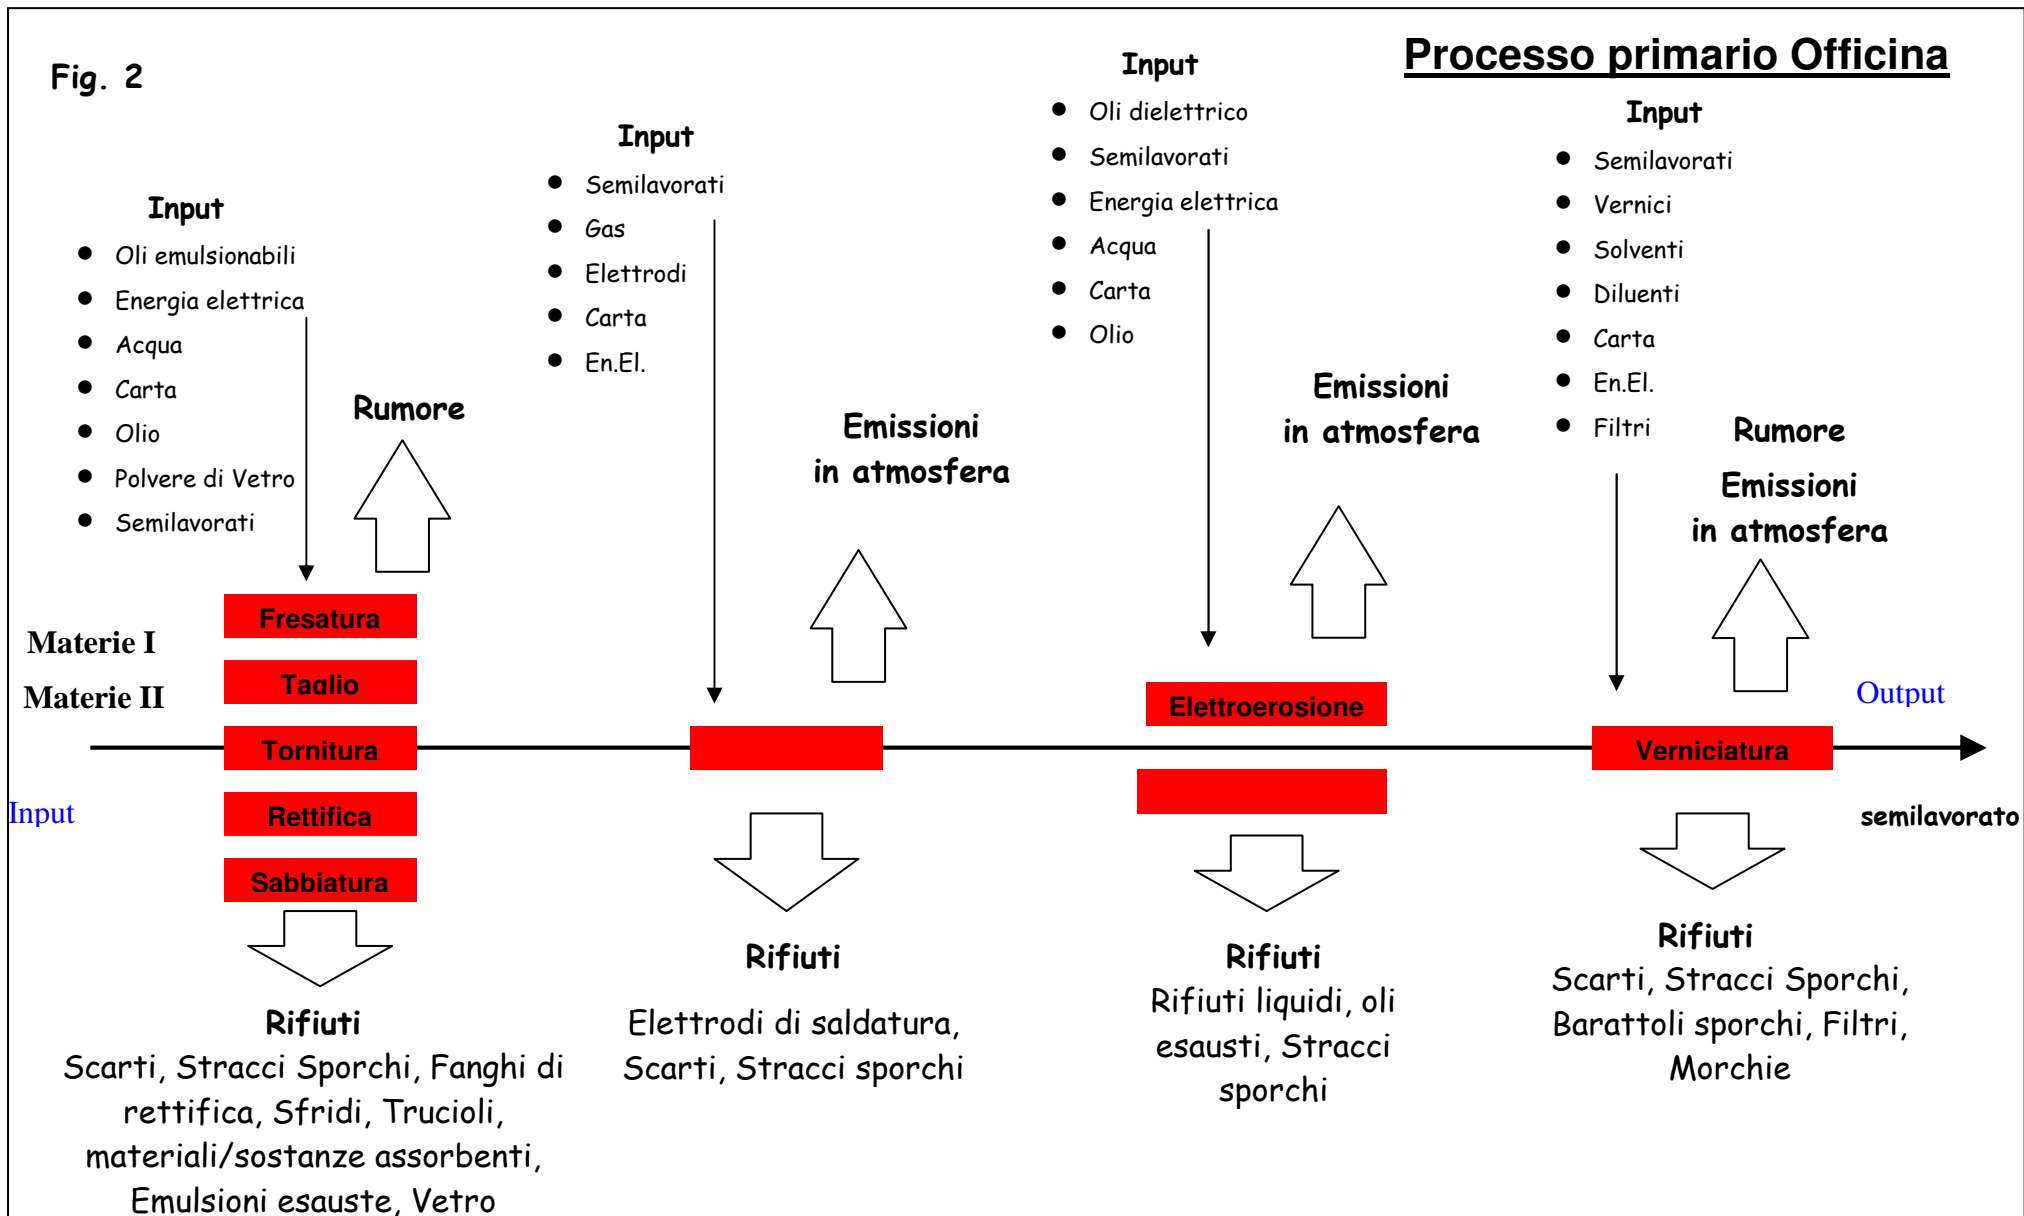 Fig. 2
Processo primario Officina
Input
Oli emulsionabili
Energia elettrica
Acqua
Carta
Olio
Polvere di Vetro
Semilavorati
Rumore
Input
Semilavorati
Gas
Elettrodi
Carta
En.El.
Emissioni
in atmosfera
Input
Oli dielettrico
Semilavorati
Energia elettrica
Acqua
Carta
Olio
Emissioni
in atmosfera
Input
Semilavorati
Vernici
Solventi
Diluenti
Carta
En.El.
Filtri
Rumore
Emissioni
in atmosfera
Materie I
Materie II
Input
Fresatura
Taglio
Tornitura
Rettifica
Sabbiatura
Elettroerosione
Verniciatura
Output
semilavorato
Rifiuti
Scarti, Stracci Sporchi, Fanghi di
rettifica, Sfridi, Trucioli,
materiali/sostanze assorbenti,
Emulsioni esauste, Vetro
Rifiuti
Elettrodi di saldatura,
Scarti, Stracci sporchi
Rifiuti
Rifiuti liquidi, oli
esausti, Stracci
sporchi
Rifiuti
Scarti, Stracci Sporchi,
Barattoli sporchi, Filtri,
Morchie